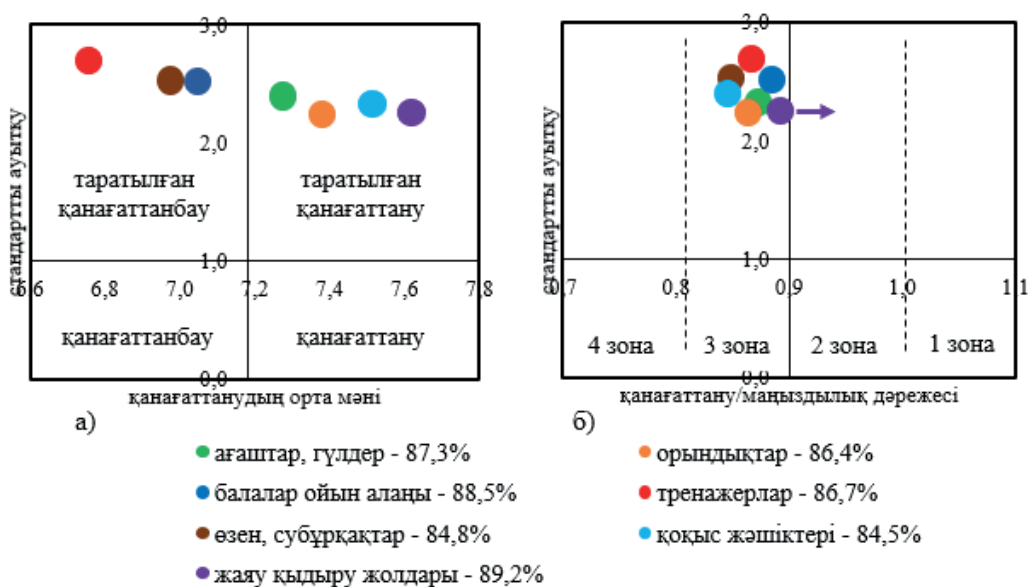 3,0
2,0
1,0
0,0
стандартты ауытқу
таратылған
қанағаттанбау
таратылған
қанағаттану
6,6 6,8 7,0 7,2 7,4 7,6 7,8
қанағаттанбау
қанағаттану
қанағаттанудың орта мәні
а)
3,0
2,0
1,0
0,0
стандартты ауытқу
0,7 0,8 0,9 1,0 1,1
4 зона
3 зона
2 зона
1 зона
қанағаттану/маңыздылық дәрежесі
б)
ағаштар, гүлдер - 87,3%
балалар ойын алаңы - 88,5%
өзен, субұрқақтар - 84,8%
жаяу қыдыру жолдары - 89,2%
орындықтар - 86,4%
тренажерлар - 86,7%
қоқыс жәшіктері - 84,5%